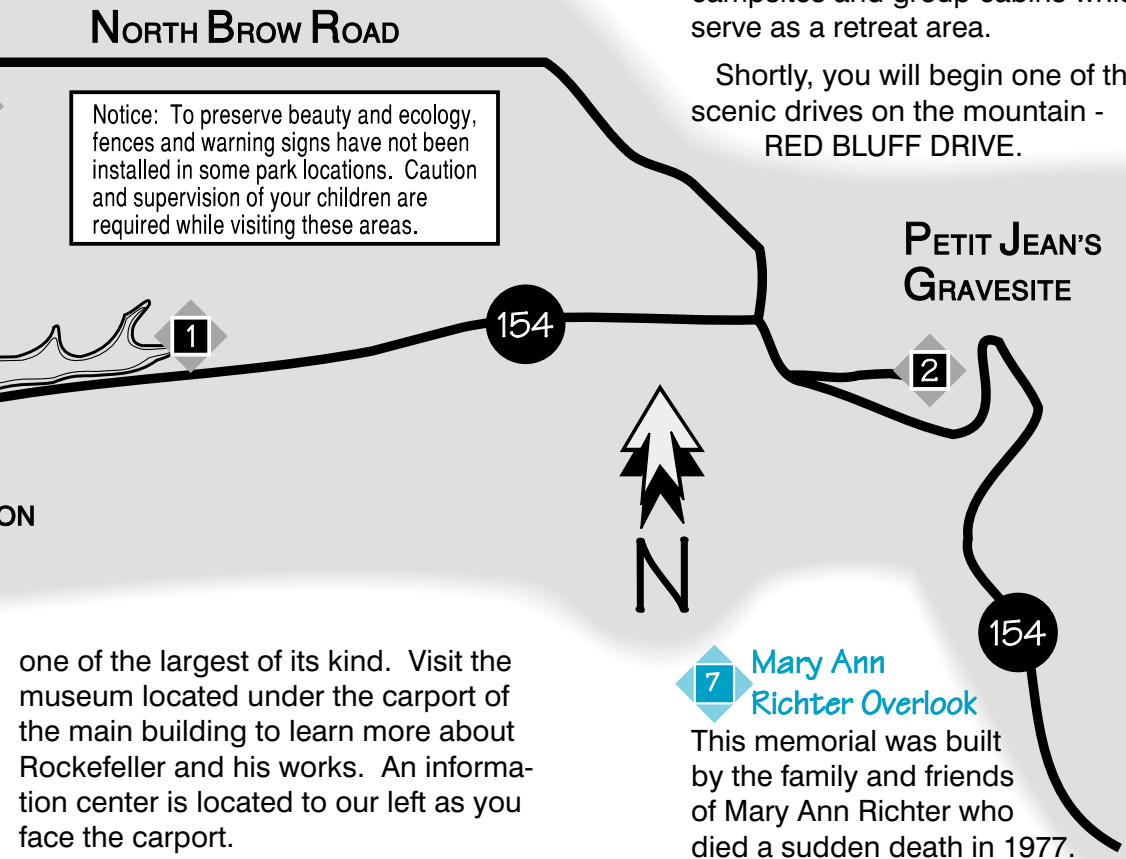 NORTH BROW ROAD
Notice: To preserve beauty and ecology,
fences and warning signs have not been
installed in some park locations. Caution
and supervision of your children are
required while visiting these areas.
serve as a retreat area.
Shortly, you will begin one of th
scenic drives on the mountain -
RED BLUFF DRIVE.
PETIT JEAN'S
GRAVESITE
1
154
2
N
ON
154
one of the largest of its kind. Visit the
museum located under the carport of
the main building to learn more about
Rockefeller and his works. An informa-
tion center is located to our left as you
face the carport.
7 Mary Ann
Richter Overlook
This memorial was built
by the family and friends
of Mary Ann Richter who
died a sudden death in 1977.